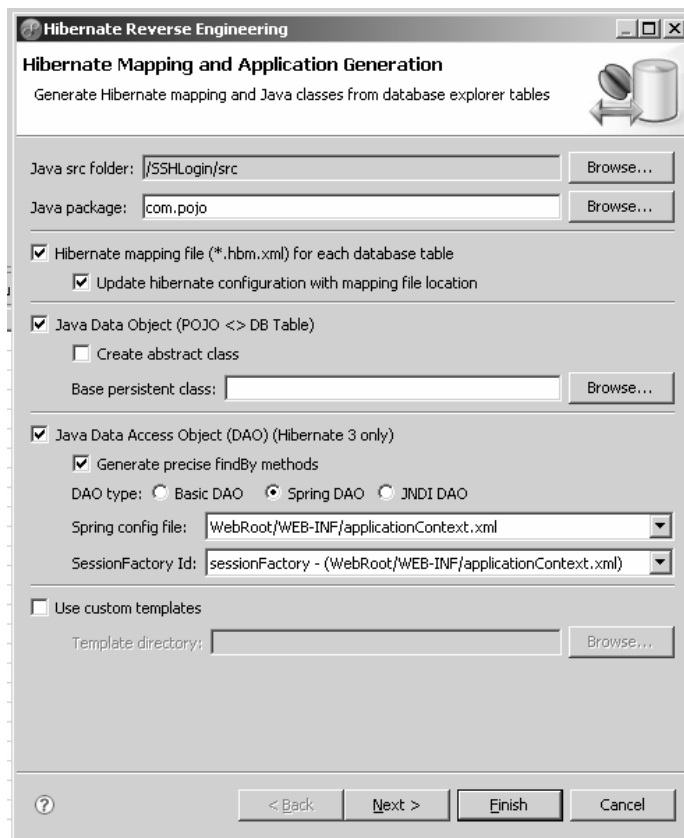 Hibernate Reverse Engineering
Hibernate Mapping and Application Generation
Generate Hibernate mapping and Java classes from database explorer tables
Java src folder: /SSHLogin/src Browse...
Java package: com.pojo Browse...
Hibernate mapping file (*.hbm.xml) for each database table
Update hibernate configuration with mapping file location
Java Data Object (POJO <> DB Table)
Create abstract class
Base persistent class: Browse...
Java Data Access Object (DAO) (Hibernate 3 only)
Generate precise findBy methods
DAO type: Basic DAO Spring DAO JNDI DAO
Spring config file: WebRoot/WEB-INF/applicationContext.xml
SessionFactory Id: sessionFactory - (WebRoot/WEB-INF/applicationContext.xml)
Use custom templates
Template directory: Browse...
? < Back Next > Finish Cancel